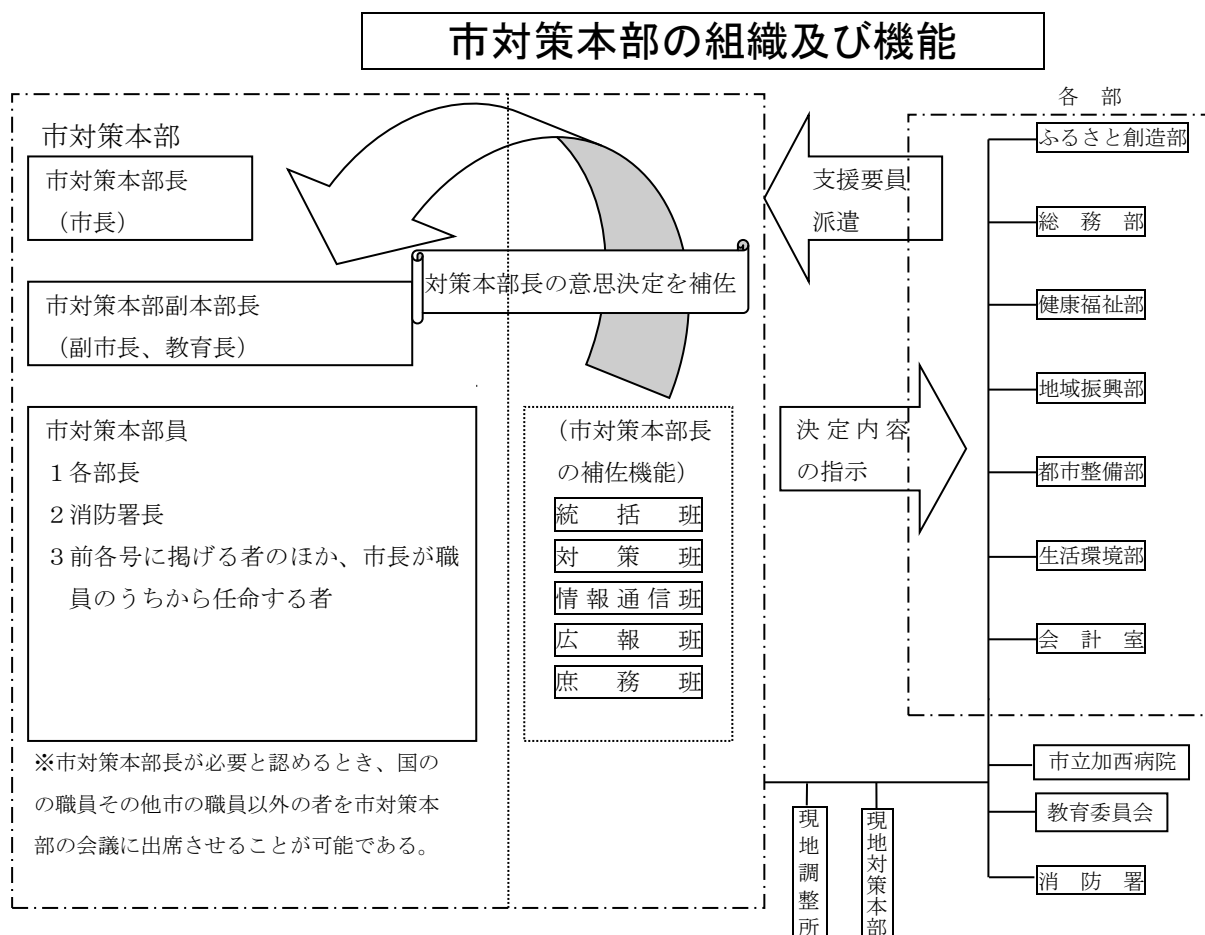 市対策本部の組織及び機能
市対策本部
市対策本部長
（市長）
市対策本部副本部長
（副市長、教育長）
対策本部長の意思決定を補佐
市対策本部員
１各部長
２消防署長
３前各号に掲げる者のほか、市長が職
員のうちから任命する者
※市対策本部長が必要と認めるとき、国の
の職員その他市の職員以外の者を市対策本
部の会議に出席させることが可能である。
（市対策本部長
の補佐機能）
統括班
対策班
情報通信班
広報班
庶務班
支援要員
派遣
決定内容
の指示
各部
ふるさと創造部
総務部
健康福祉部
地域振興部
都市整備部
生活環境部
会計室
市立加西病院
教育委員会
消防署
現地調整所
現地対策本部